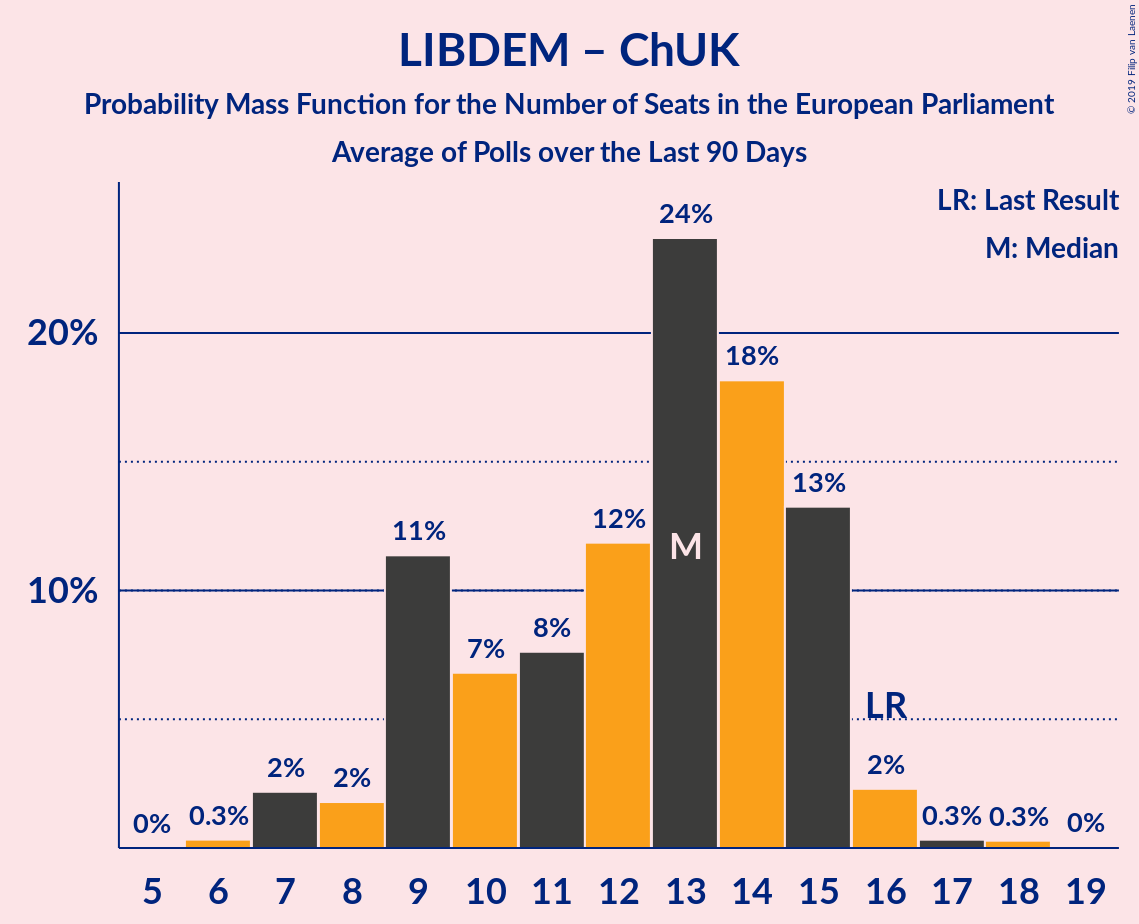 LIBDEM – ChUK
Probability Mass Function for the Number of Seats in the European Parliament
Average of Polls over the Last 90 Days
© 2019 Filip van Laenen
LR: Last Result
M: Median
24%
20%
18%
13%
12%
11%
M
10%
8%
7%
LR
2%
2%
2%
0.3%
0.3%
0.3%
0%
0%
5 6 7 8 9 10 11 12 13 14 15 16 17 18 19